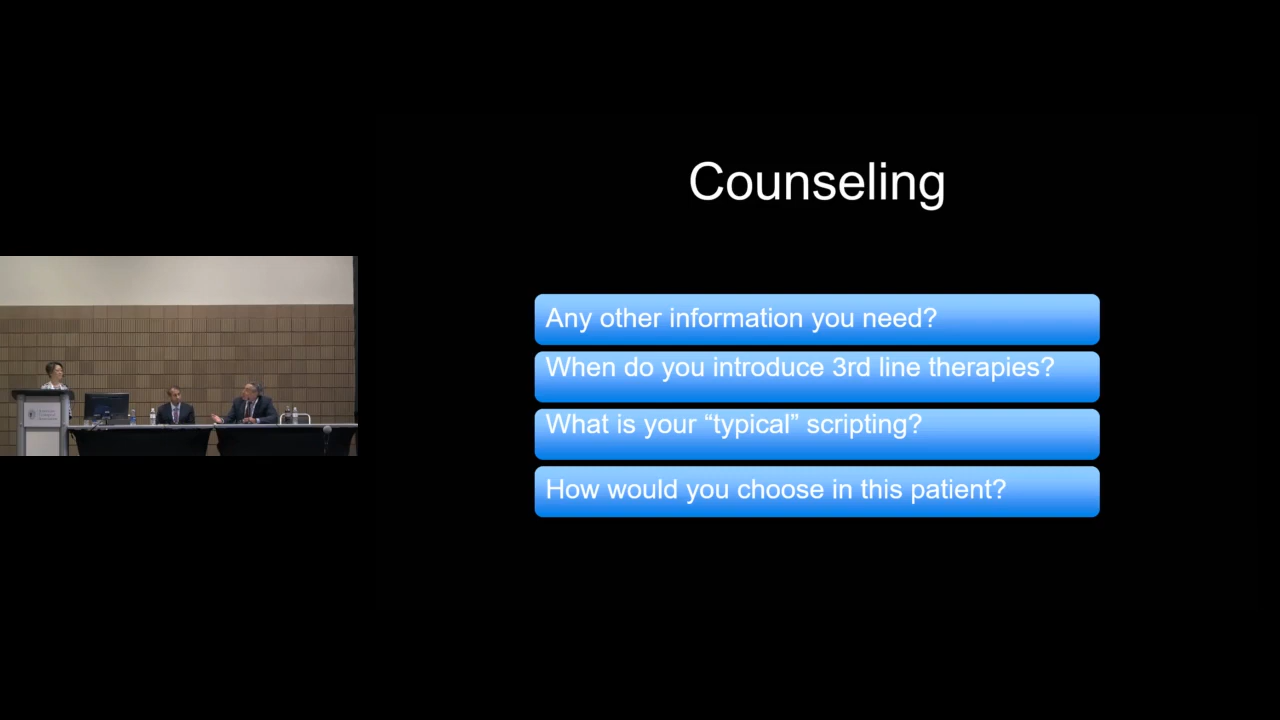 Counseling
Any other information you need?
When do you introduce 3rd line therapies?
What is your “typical” scripting?
How would you choose in this patient?